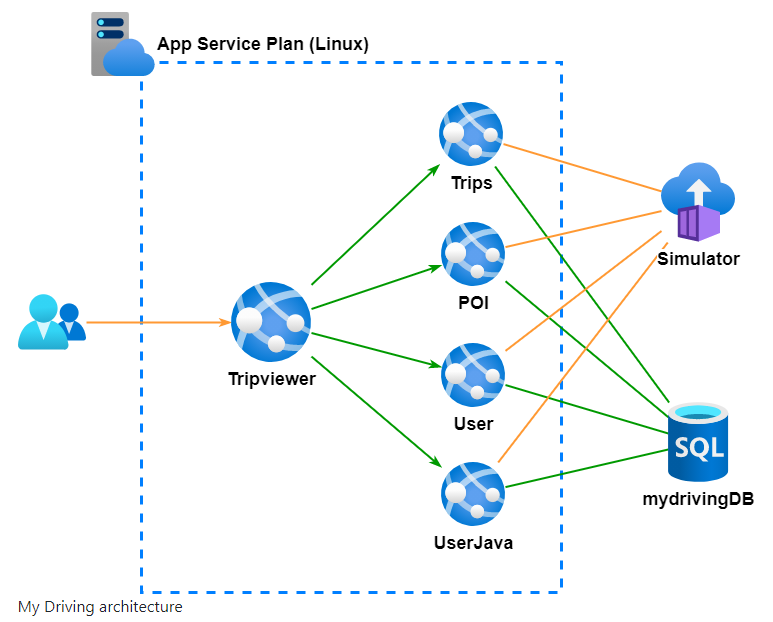 App Service Plan (Linux)
Trips
Simulator
POI
Tripviewer
User
SQL
mydrivingDB
UserJava
My Driving architecture